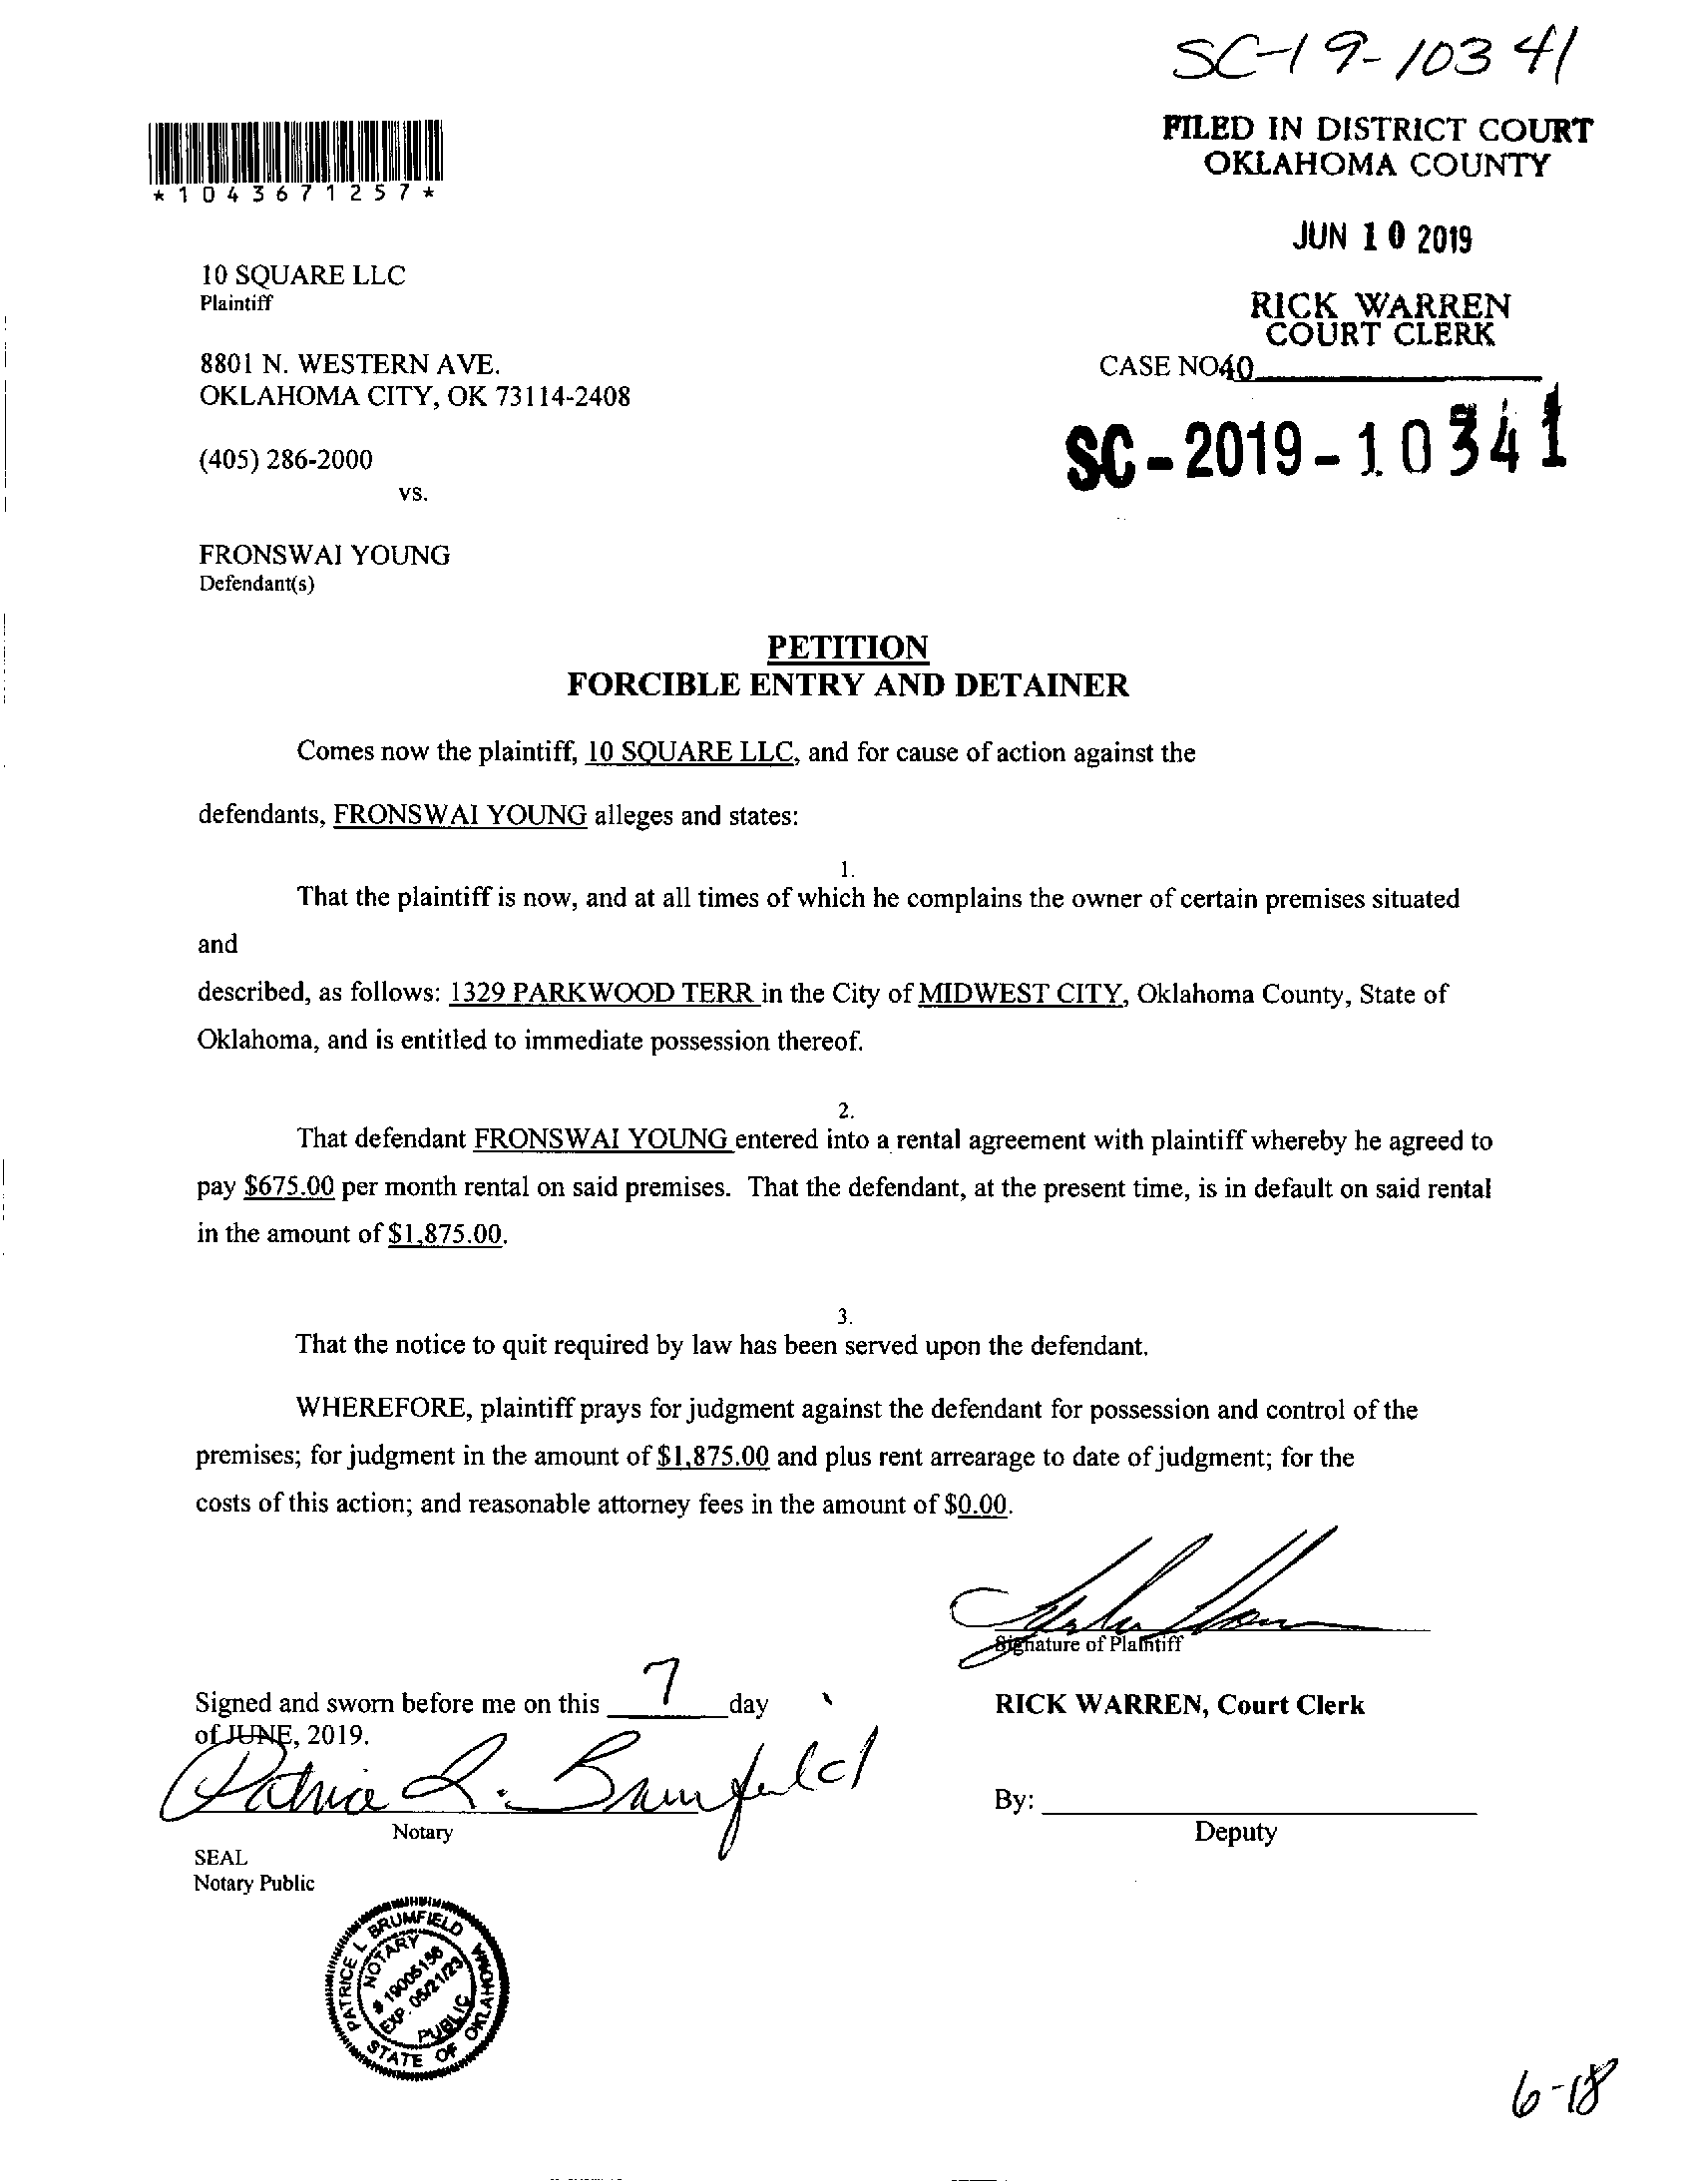 SC-19-10341
FILED IN DISTRICT COURT
OKLAHOMA COUNTY
*1043671257*
JUN 10 2019
10 SQUARE LLC
Plaintiff
RICK WARREN
COURT CLERK
8801 N. WESTERN AVE.
CASE NO40
OKLAHOMA CITY, OK 73114-2408
SC-2019-10341
(405) 286-2000
vs.
FRONSWAI YOUNG
Defendant(s)
PETITION
FORCIBLE ENTRY AND DETAINER
Comes now the plaintiff, 10 SQUARE LLC, and for cause of action against the
defendants, FRONSWAI YOUNG alleges and states:
1.
That the plaintiff is now, and at all times of which he complains the owner of certain premises situated
and
described, as follows: 1329 PARKWOOD TERR in the City of MIDWEST CITY, Oklahoma County, State of
Oklahoma, and is entitled to immediate possession thereof.
2.
That defendant FRONSWAI YOUNG entered into a rental agreement with plaintiff whereby he agreed to
pay $675.00 per month rental on said premises. That the defendant, at the present time, is in default on said rental
in the amount of $1,875.00.
3.
That the notice to quit required by law has been served upon the defendant.
WHEREFORE, plaintiff prays for judgment against the defendant for possession and control of the
premises; for judgment in the amount of $1,875.00 and plus rent arrearage to date of judgment; for the
costs of this action; and reasonable attorney fees in the amount of $0.00.
Signature of Plaintiff
Signed and sworn before me on this 7 day
of JUNE, 2019.
RICK WARREN, Court Clerk
Patrice L. Brumfield
By:
Notary
Deputy
SEAL
Notary Public
PATRICE L BRUMFIELD
NOTARY
# 19005156
EXP. 05/21/23
PUBLIC
STATE OF OKLAHOMA
6-18